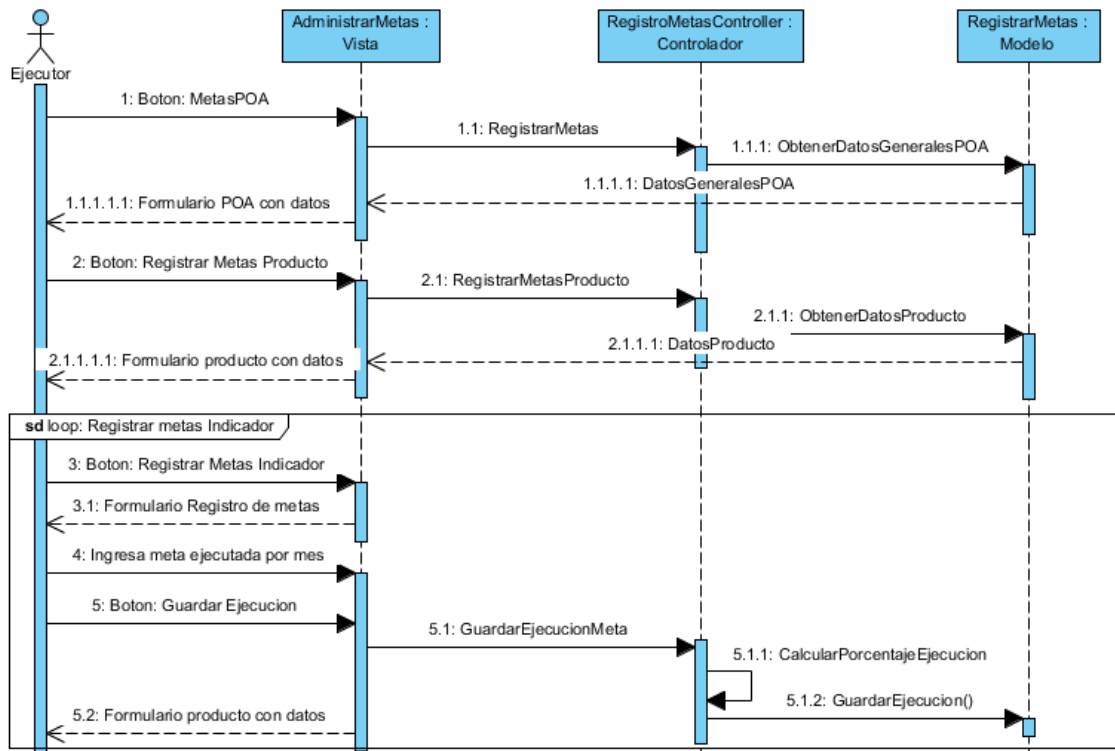 AdministrarMetas :
Vista
RegistroMetasController :
Controlador
RegistrarMetas :
Modelo
Ejecutor
1: Boton: MetasPOA
1.1: RegistrarMetas
1.1.1: ObtenerDatosGeneralesPOA
1.1.1.1: DatosGeneralesPOA
1.1.1.1.1: Formulario POA con datos
2: Boton: Registrar Metas Producto
2.1: RegistrarMetasProducto
2.1.1: ObtenerDatosProducto
2.1.1.1: DatosProducto
2.1.1.1.1: Formulario producto con datos
sd loop: Registrar metas Indicador
3: Boton: Registrar Metas Indicador
3.1: Formulario Registro de metas
4: Ingresa meta ejecutada por mes
5: Boton: Guardar Ejecucion
5.1: GuardarEjecucionMeta
5.1.1: CalcularPorcentajeEjecucion
5.1.2: GuardarEjecucion()
5.2: Formulario producto con datos